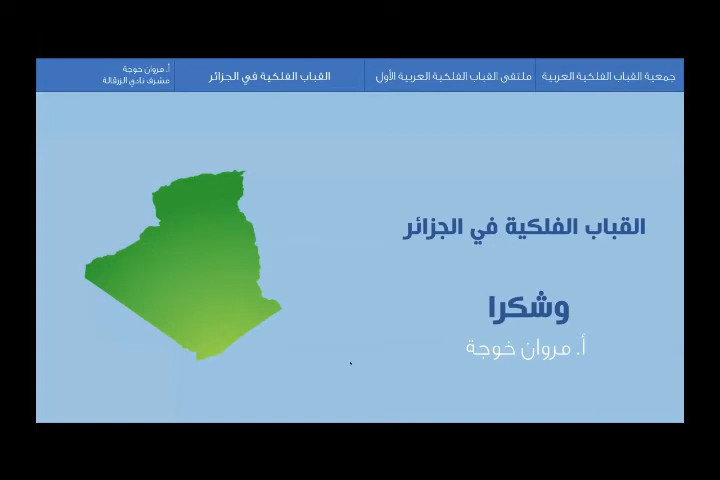 جمعية القباب الفلكية العربية
ملتقى القباب الفلكية العربية الأول
القباب الفلكية في الجزائر
أ. مروان خوجة
مشرف نادي الزرقالة
القباب الفلكية في الجزائر
وشكرا
أ. مروان خوجة